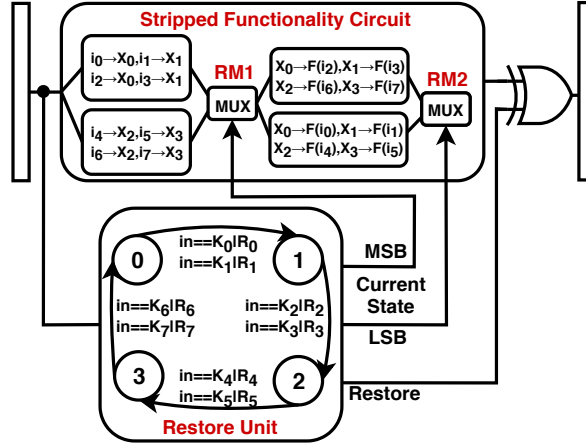 Stripped Functionality Circuit
i0→X0,i1→X1
i2→X0,i3→X1
i4→X2,i5→X3
i6→X2,i7→X3
RM1
MUX
X0→F(i2),X1→F(i3)
X2→F(i6),X3→F(i7)
X0→F(i0),X1→F(i1)
X2→F(i4),X3→F(i5)
RM2
MUX
0
in==K0|R0
in==K1|R1
1
in==K6|R6
in==K7|R7
in==K2|R2
in==K3|R3
3
in==K4|R4
in==K5|R5
2
Restore Unit
MSB
Current
State
LSB
Restore